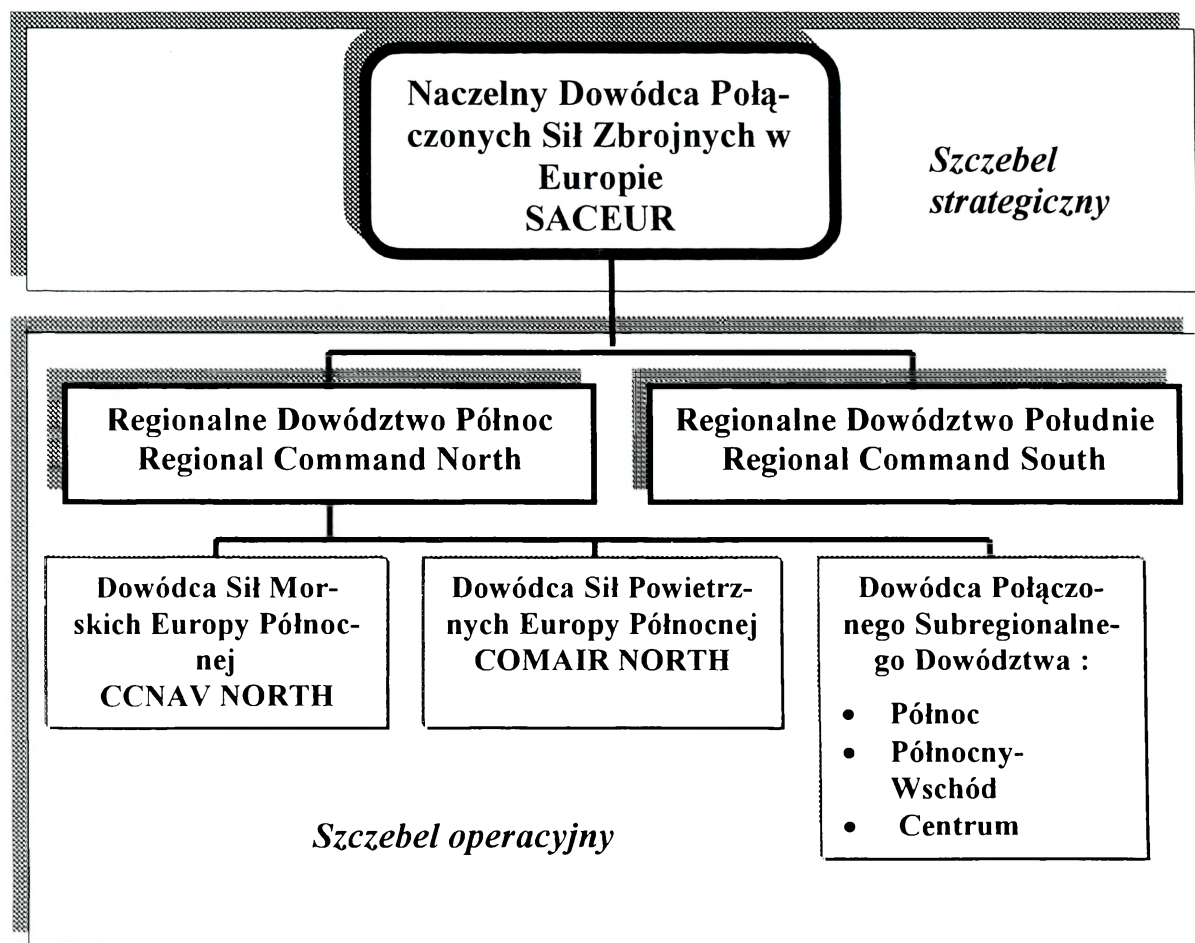 Naczelny Dowódca Połą-
czonych Sił Zbrojnych w
Europie
SACEUR
Szczebel
strategiczny
Regionalne Dowództwo Północ
Regional Command North
Regionalne Dowództwo Południe
Regional Command South
Dowódca Sił Mor-
skich Europy Północ-
nej
CCNAV NORTH
Dowódca Sił Powietrz-
nych Europy Północnej
COMAIR NORTH
Dowódca Połączo-
nego Subregionalne-
go Dowództwa :
• Północ
• Północny-
Wschód
• Centrum
Szczebel operacyjny